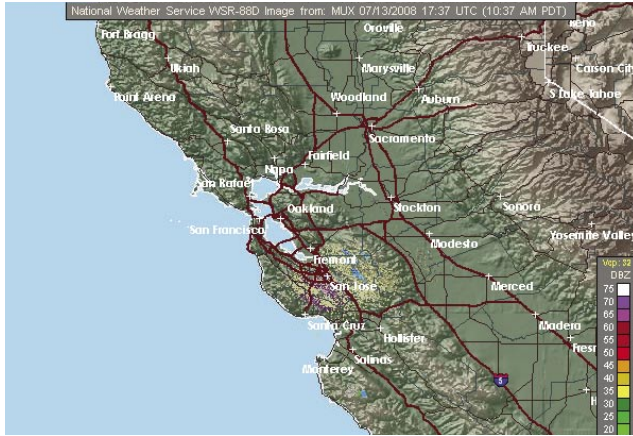 National Weather Service WSR-88D Image from: MUX 07/13/2008 17:37 UTC (10:37 AM PDT)
Oroville
Fort Bragg
Truckee
Ukiah
Marysville
Carson City
Point Arena
Woodland
Auburn
S Lake Tahoe
Santa Rosa
Sacramento
Fairfield
Napa
San Rafael
Sonora
Oakland
Stockton
San Francisco
Yosemite Valley
Modesto
Fremont
Vcp: 32
DBZ
San Jose
Merced
75
70
65
Santa Cruz
Madera
60
Hollister
55
Salinas
50
Fres
Monterey
45
40
5
35
H
30
25
20